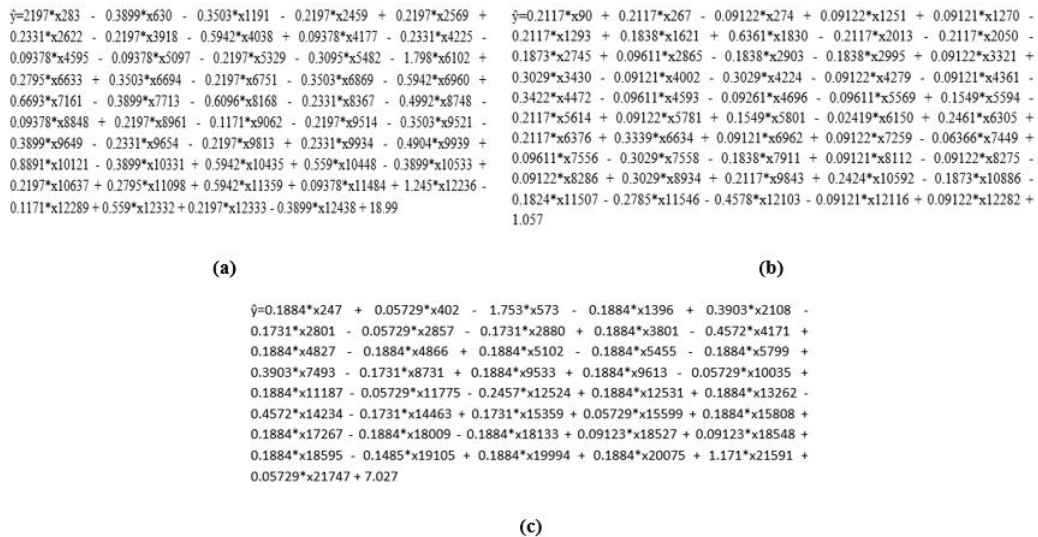 ŷ=2197*x283 - 0.3899*x630 - 0.3503*x1191 - 0.2197*x2459 + 0.2197*x2569 +
0.2331*x2622 - 0.2197*x3918 - 0.5942*x4038 + 0.09378*x4177 - 0.2331*x4225 -
0.09378*x4595 - 0.09378*x5097 - 0.2197*x5329 - 0.3095*x5482 - 1.798*x6102 +
0.2795*x6633 + 0.3503*x6694 - 0.2197*x6751 - 0.3503*x6869 - 0.5942*x6960 +
0.6693*x7161 - 0.3899*x7713 - 0.6096*x8168 - 0.2331*x8367 - 0.4992*x8748 -
0.09378*x8848 + 0.2197*x8961 - 0.1171*x9062 - 0.2197*x9514 - 0.3503*x9521 -
0.3899*x9649 - 0.2331*x9654 - 0.2197*x9813 + 0.2331*x9934 - 0.4904*x9939 +
0.8891*x10121 - 0.3899*x10331 + 0.5942*x10435 + 0.559*x10448 - 0.3899*x10533 +
0.2197*x10637 + 0.2795*x11098 + 0.5942*x11359 + 0.09378*x11484 + 1.245*x12236 -
0.1171*x12289 + 0.559*x12332 + 0.2197*x12333 - 0.3899*x12438 + 18.99
(a)
ŷ=0.2117*x90 + 0.2117*x267 - 0.09122*x274 + 0.09122*x1251 + 0.09121*x1270 -
0.2117*x1293 + 0.1838*x1621 + 0.6361*x1830 - 0.2117*x2013 - 0.2117*x2050 -
0.1873*x2745 + 0.09611*x2865 - 0.1838*x2903 - 0.1838*x2995 + 0.09122*x3321 +
0.3029*x3430 - 0.09121*x4002 - 0.3029*x4224 - 0.09122*x4279 - 0.09121*x4361 -
0.3422*x4472 - 0.09611*x4593 - 0.09261*x4696 - 0.09611*x5569 + 0.1549*x5594 -
0.2117*x5614 + 0.09122*x5781 + 0.1549*x5801 - 0.02419*x6150 + 0.2461*x6305 +
0.2117*x6376 + 0.3339*x6634 + 0.09121*x6962 + 0.09122*x7259 - 0.06366*x7449 +
0.09611*x7556 - 0.3029*x7558 - 0.1838*x7911 + 0.09121*x8112 - 0.09122*x8275 -
0.09122*x8286 + 0.3029*x8934 + 0.2117*x9843 + 0.2424*x10592 - 0.1873*x10886 -
0.1824*x11507 - 0.2785*x11546 - 0.4578*x12103 - 0.09121*x12116 + 0.09122*x12282 +
1.057
(b)
ŷ=0.1884*x247 + 0.05729*x402 - 1.753*x573 - 0.1884*x1396 + 0.3903*x2108 -
0.1731*x2801 - 0.05729*x2857 - 0.1731*x2880 + 0.1884*x3801 - 0.4572*x4171 +
0.1884*x4827 - 0.1884*x4866 + 0.1884*x5102 - 0.1884*x5455 - 0.1884*x5799 +
0.3903*x7493 - 0.1731*x8731 + 0.1884*x9533 + 0.1884*x9613 - 0.05729*x10035 +
0.1884*x11187 - 0.05729*x11775 - 0.2457*x12524 + 0.1884*x12531 + 0.1884*x13262 -
0.4572*x14234 - 0.1731*x14463 + 0.1731*x15359 + 0.05729*x15599 + 0.1884*x15808 +
0.1884*x17267 - 0.1884*x18009 - 0.1884*x18133 + 0.09123*x18527 + 0.09123*x18548 +
0.1884*x18595 - 0.1485*x19105 + 0.1884*x19994 + 0.1884*x20075 + 1.171*x21591 +
0.05729*x21747 + 7.027
(c)